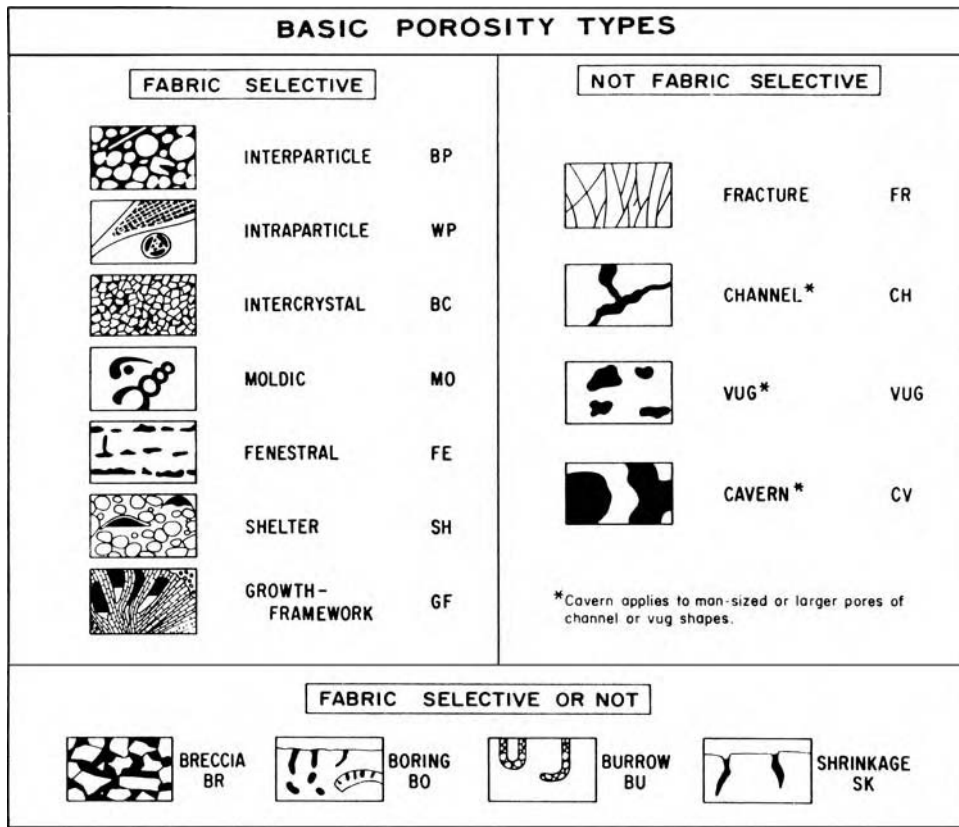 BASIC POROSITY TYPES
FABRIC SELECTIVE
INTERPARTICLE BP
INTRAPARTICLE WP
INTERCRYSTAL BC
MOLDIC MO
FENESTRAL FE
SHELTER SH
GROWTH-
FRAMEWORK GF
NOT FABRIC SELECTIVE
FRACTURE FR
CHANNEL* CH
VUG* VUG
CAVERN* CV
*Cavern applies to man-sized or larger pores of
channel or vug shapes.
FABRIC SELECTIVE OR NOT
BRECCIA
BR
BORING
BO
BURROW
BU
SHRINKAGE
SK